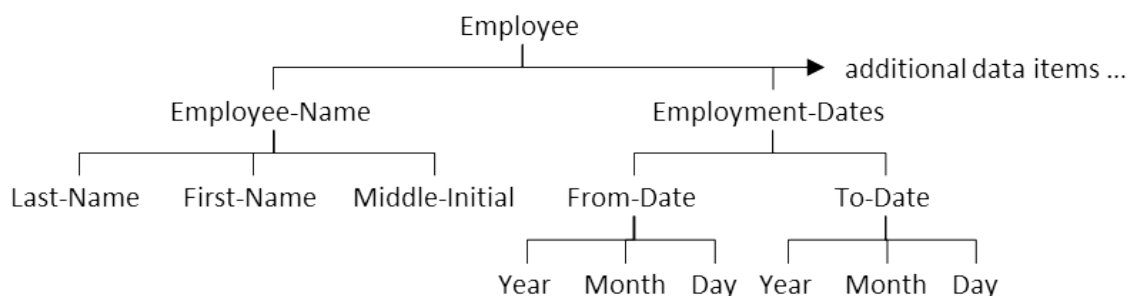 Employee
additional data items ...
Employee-Name Employment-Dates
Last-Name First-Name Middle-Initial From-Date To-Date
Year Month Day Year Month Day